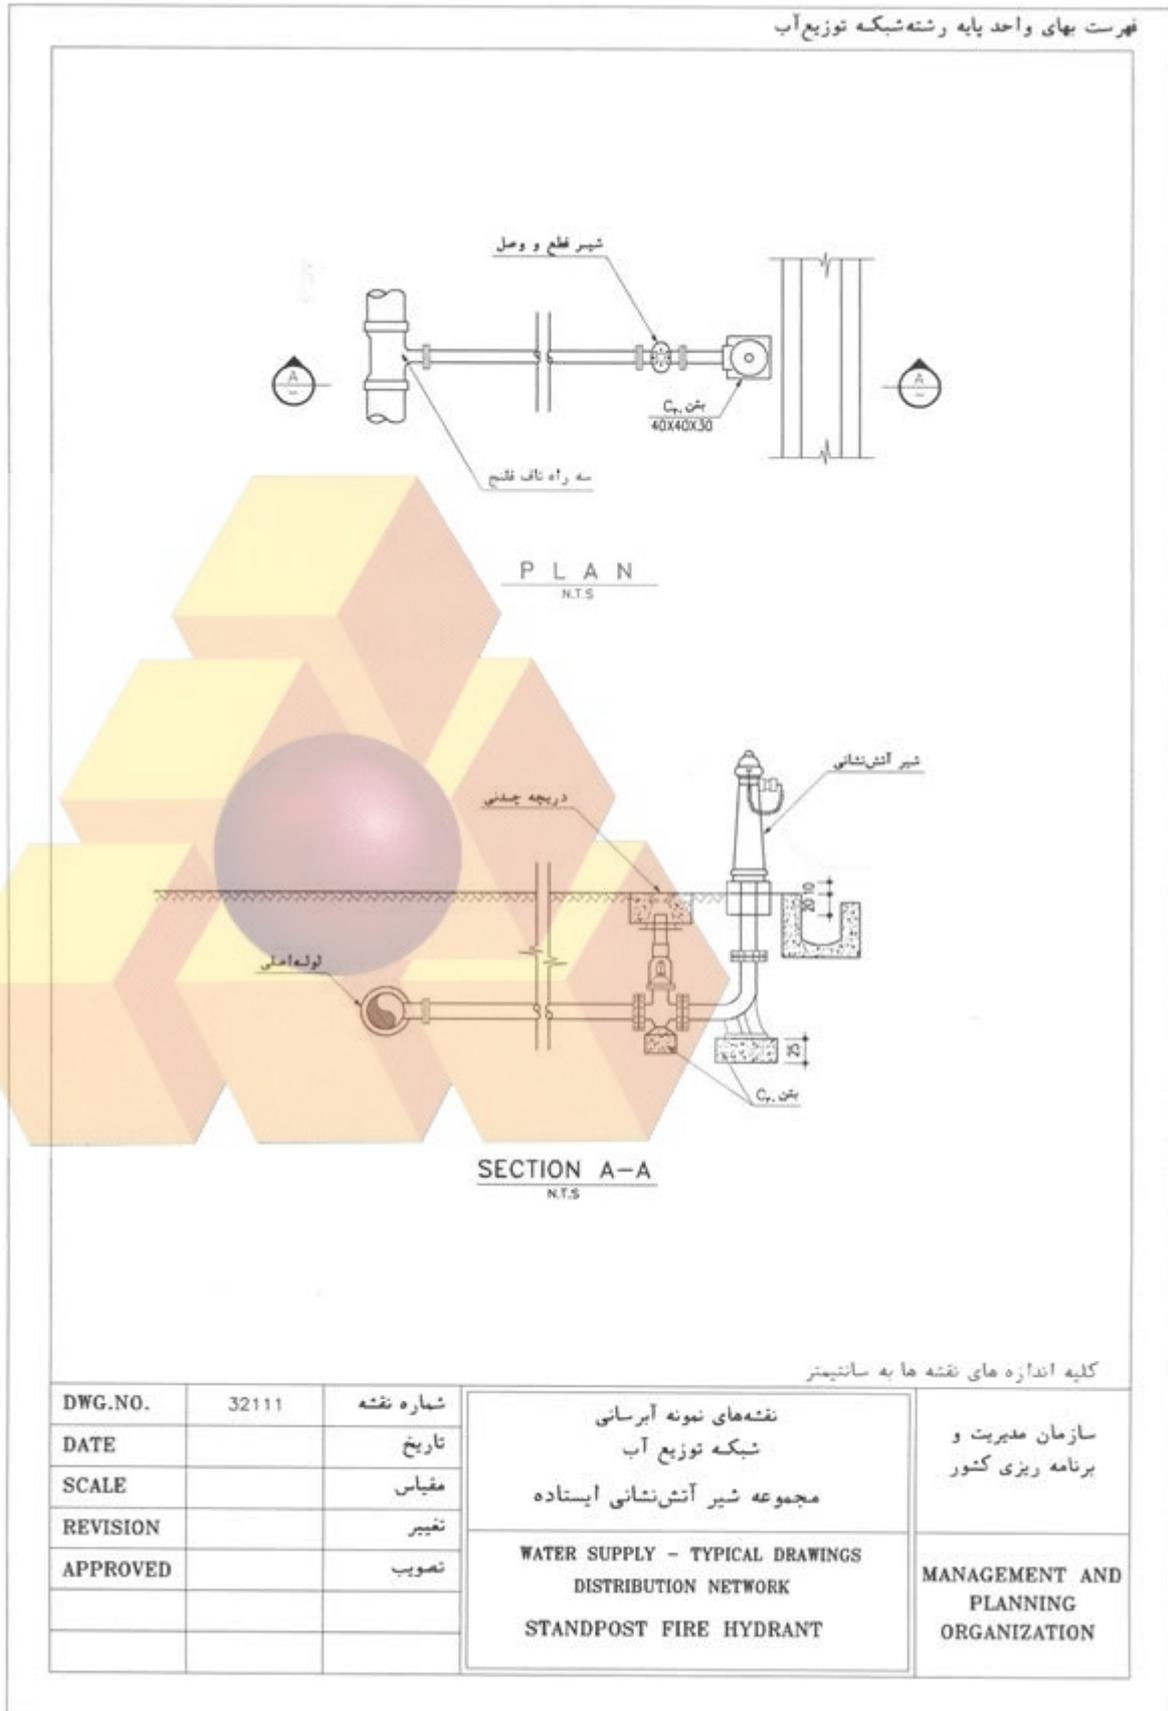 فهرست بهای واحد پایه رشته شبکه توزیع آب
شیر قطع و وصل
A
A
بتن C۲۰
40X40X30
سه راه ناف فلنج
PLAN
N.T.S
شیر آتش‌نشانی
دریچه چدنی
10
20
لوله اصلی
25
بتن C۲۰
SECTION A-A
N.T.S
کلیه اندازه های نقشه ها به سانتیمتر
DWG.NO. 32111 شماره نقشه
DATE تاریخ
SCALE مقیاس
REVISION تغییر
APPROVED تصویب
نقشه‌های نمونه آبرسانی
شبکه توزیع آب
مجموعه شیر آتش‌نشانی ایستاده
WATER SUPPLY - TYPICAL DRAWINGS
DISTRIBUTION NETWORK
STANDPOST FIRE HYDRANT
سازمان مدیریت و
برنامه ریزی کشور
MANAGEMENT AND
PLANNING
ORGANIZATION